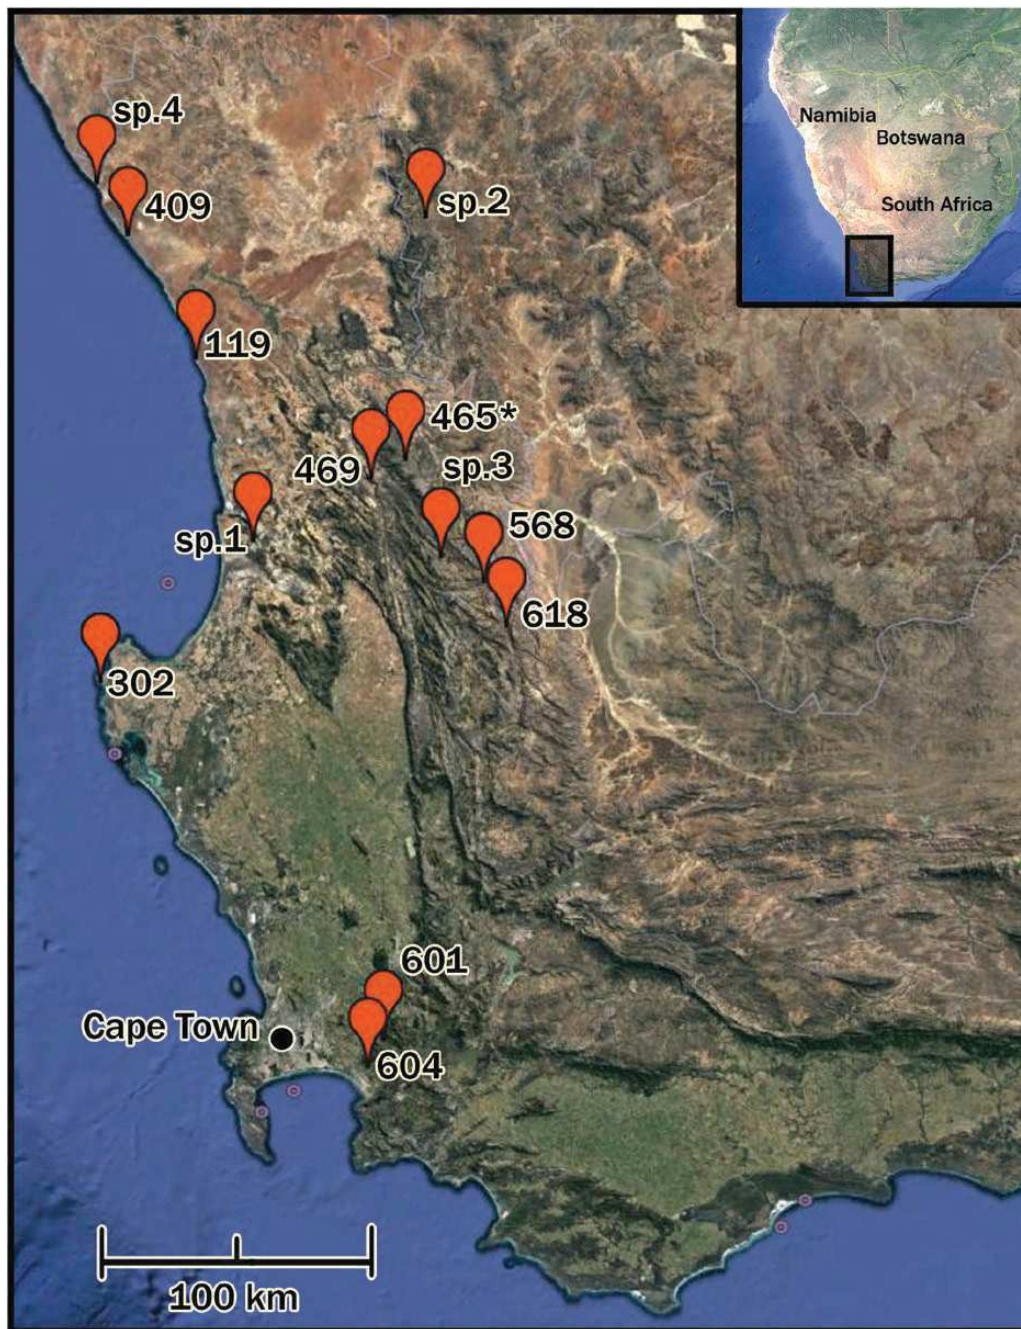 sp.4
Namibia
Botswana
409
sp.2
South Africa
119
465*
469
sp.3
sp.1
568
618
302
601
Cape Town
604
100 km